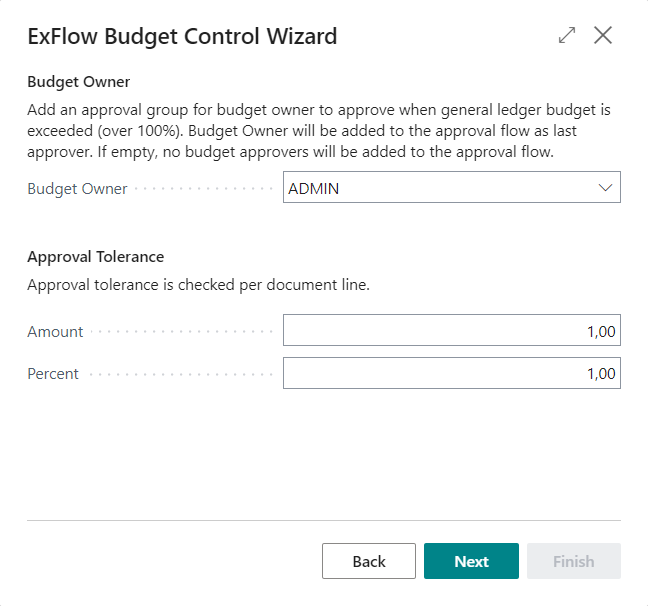 ExFlow Budget Control Wizard
Budget Owner
Add an approval group for budget owner to approve when general ledger budget is
exceeded (over 100%). Budget Owner will be added to the approval flow as last
approver. If empty, no budget approvers will be added to the approval flow.
Budget Owner ADMIN
Approval Tolerance
Approval tolerance is checked per document line.
Amount 1,00
Percent 1,00
Back Next Finish